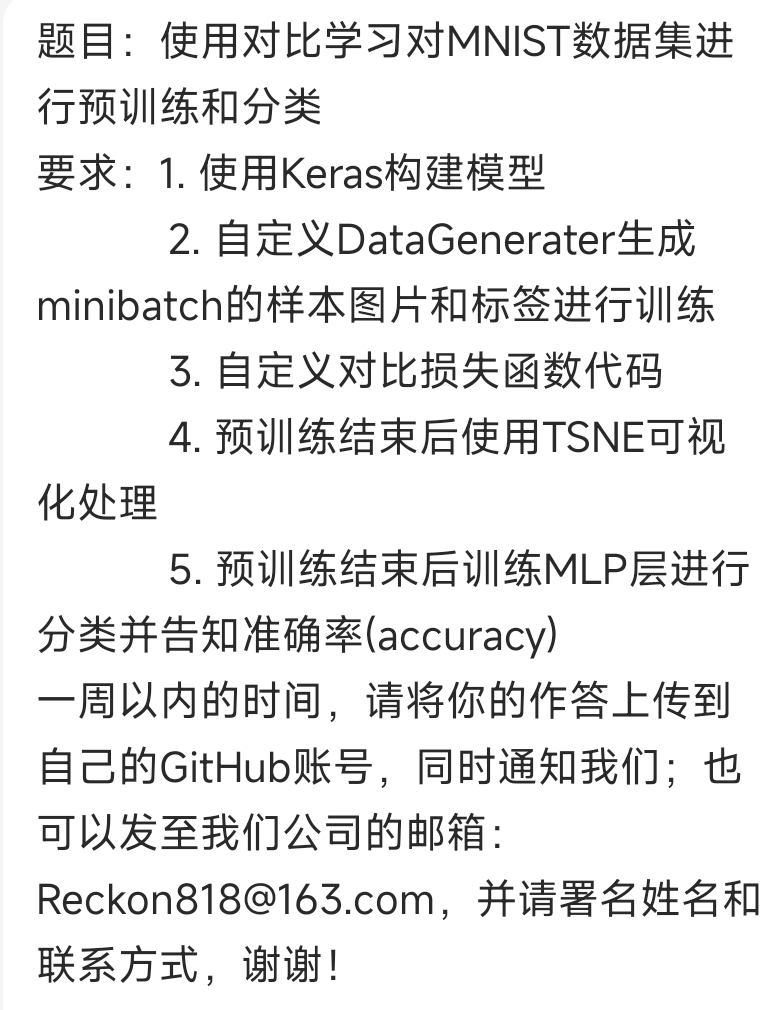 题目：使用对比学习对MNIST数据集进
行预训练和分类
要求：1. 使用Keras构建模型
2. 自定义DataGenerater生成
minibatch的样本图片和标签进行训练
3. 自定义对比损失函数代码
4. 预训练结束后使用TSNE可视
化处理
5. 预训练结束后训练MLP层进行
分类并告知准确率(accuracy)
一周以内的时间，请将你的作答上传到
自己的GitHub账号，同时通知我们；也
可以发至我们公司的邮箱：
Reckon818@163.com，并请署名姓名和
联系方式，谢谢！